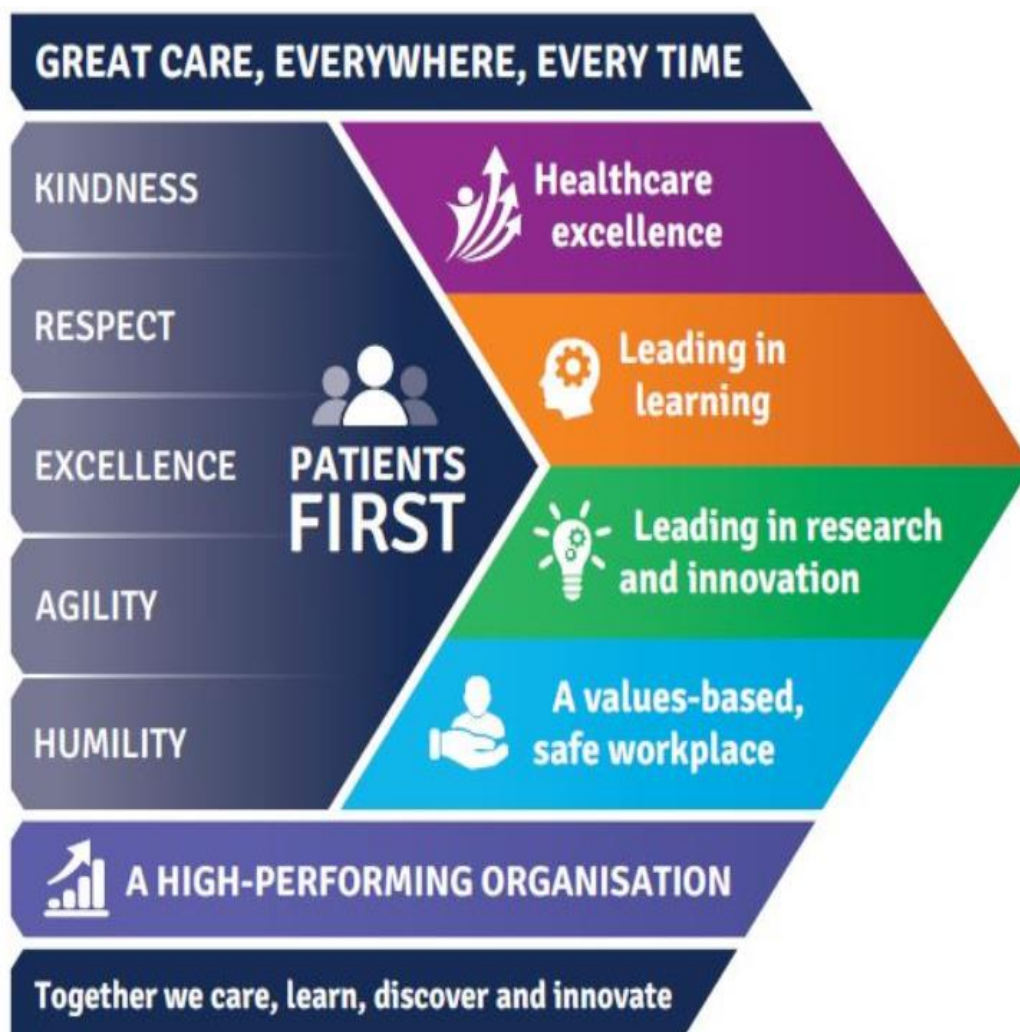 GREAT CARE, EVERYWHERE, EVERY TIME
KINDNESS
RESPECT
EXCELLENCE
AGILITY
HUMILITY
PATIENTS
FIRST
Healthcare
excellence
Leading in
learning
Leading in research
and innovation
A values-based,
safe workplace
A HIGH-PERFORMING ORGANISATION
Together we care, learn, discover and innovate